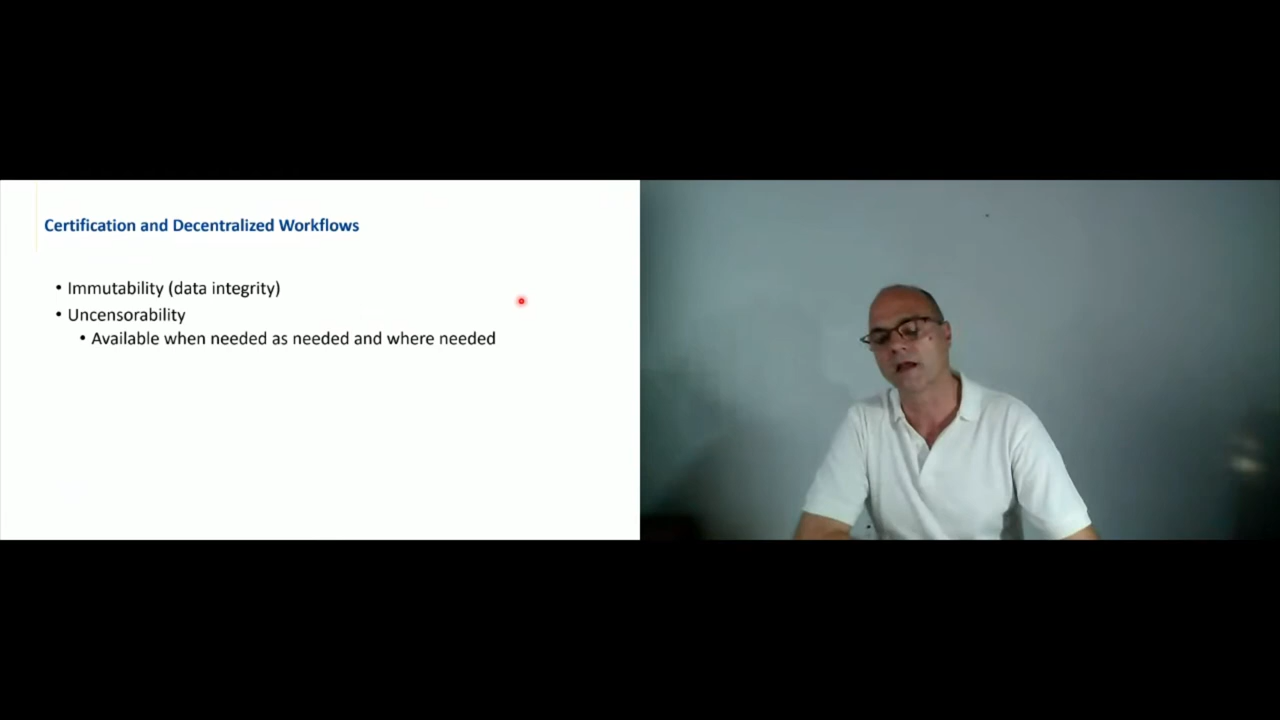 Certification and Decentralized Workflows
• Immutability (data integrity)
• Uncensorability
• Available when needed as needed and where needed